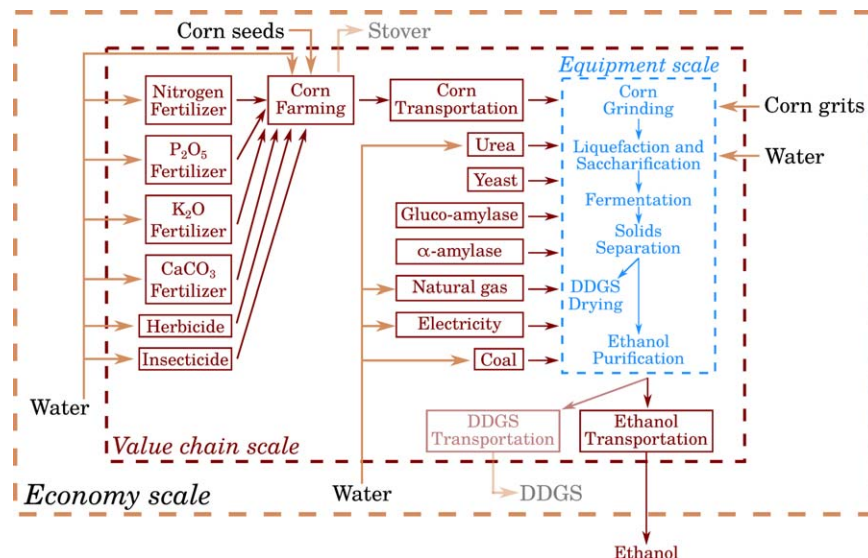 Corn seeds
Stover
Equipment scale
Nitrogen
Fertilizer
Corn
Farming
Corn
Transportation
Corn
Grinding
Corn grits
P₂O₅
Fertilizer
Urea
Liquefaction and
Saccharification
Water
Yeast
K₂O
Fertilizer
Gluco-amylase
Fermentation
Solids
Separation
CaCO₃
Fertilizer
α-amylase
Natural gas
DDGS
Drying
Herbicide
Electricity
Insecticide
Coal
Ethanol
Purification
Water
DDGS
Transportation
Ethanol
Transportation
Value chain scale
Economy scale
Water
DDGS
Ethanol